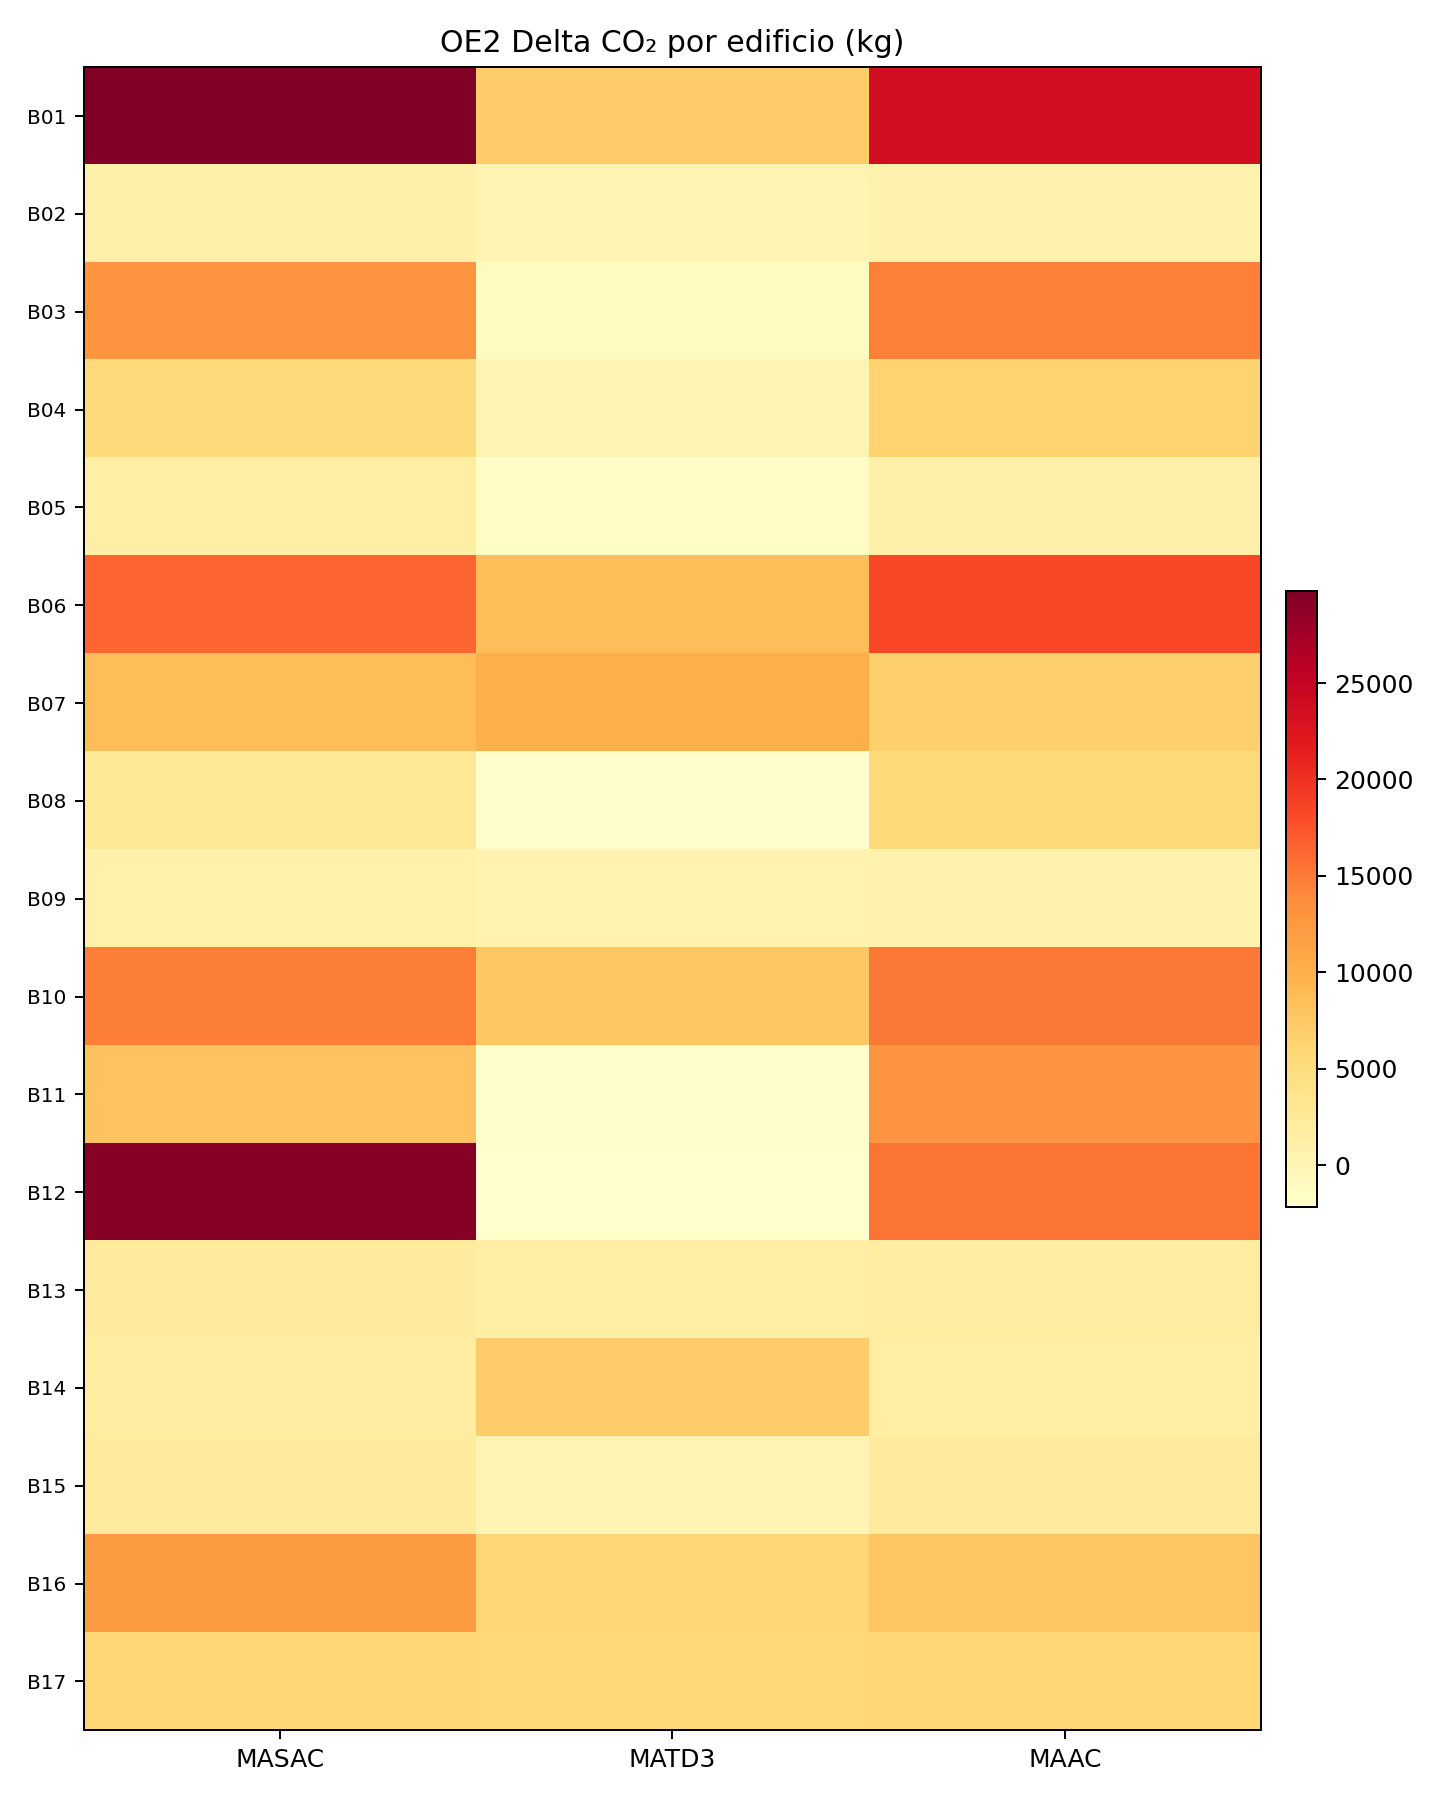 OE2 Delta CO₂ por edificio (kg)
B01
B02
B03
B04
B05
B06
B07
B08
B09
B10
B11
B12
B13
B14
B15
B16
B17
MASAC
MATD3
MAAC
25000
20000
15000
10000
5000
0